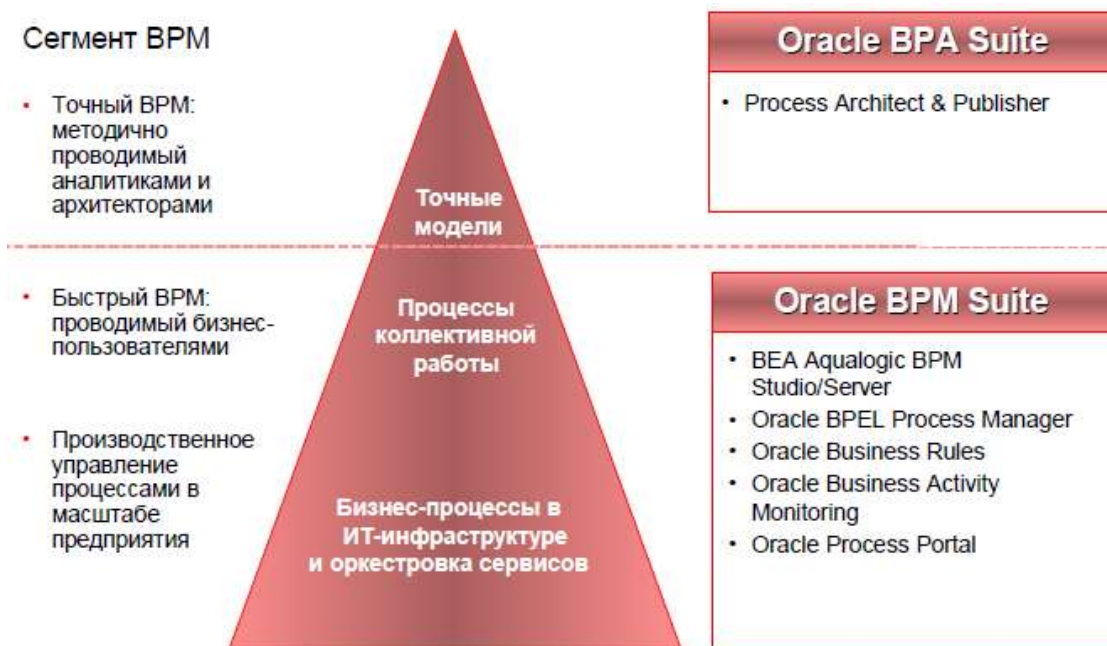 Сегмент BPM
• Точный BPM:
методично
проводимый
аналитиками и
архитекторами
• Быстрый BPM:
проводимый бизнес-
пользователями
• Производственное
управление
процессами в
масштабе
предприятия
Точные
модели
Процессы
коллективной
работы
Бизнес-процессы в
ИТ-инфраструктуре
и оркестровка сервисов
Oracle BPA Suite
• Process Architect & Publisher
Oracle BPM Suite
• BEA Aqualogic BPM
Studio/Server
• Oracle BPEL Process Manager
• Oracle Business Rules
• Oracle Business Activity
Monitoring
• Oracle Process Portal